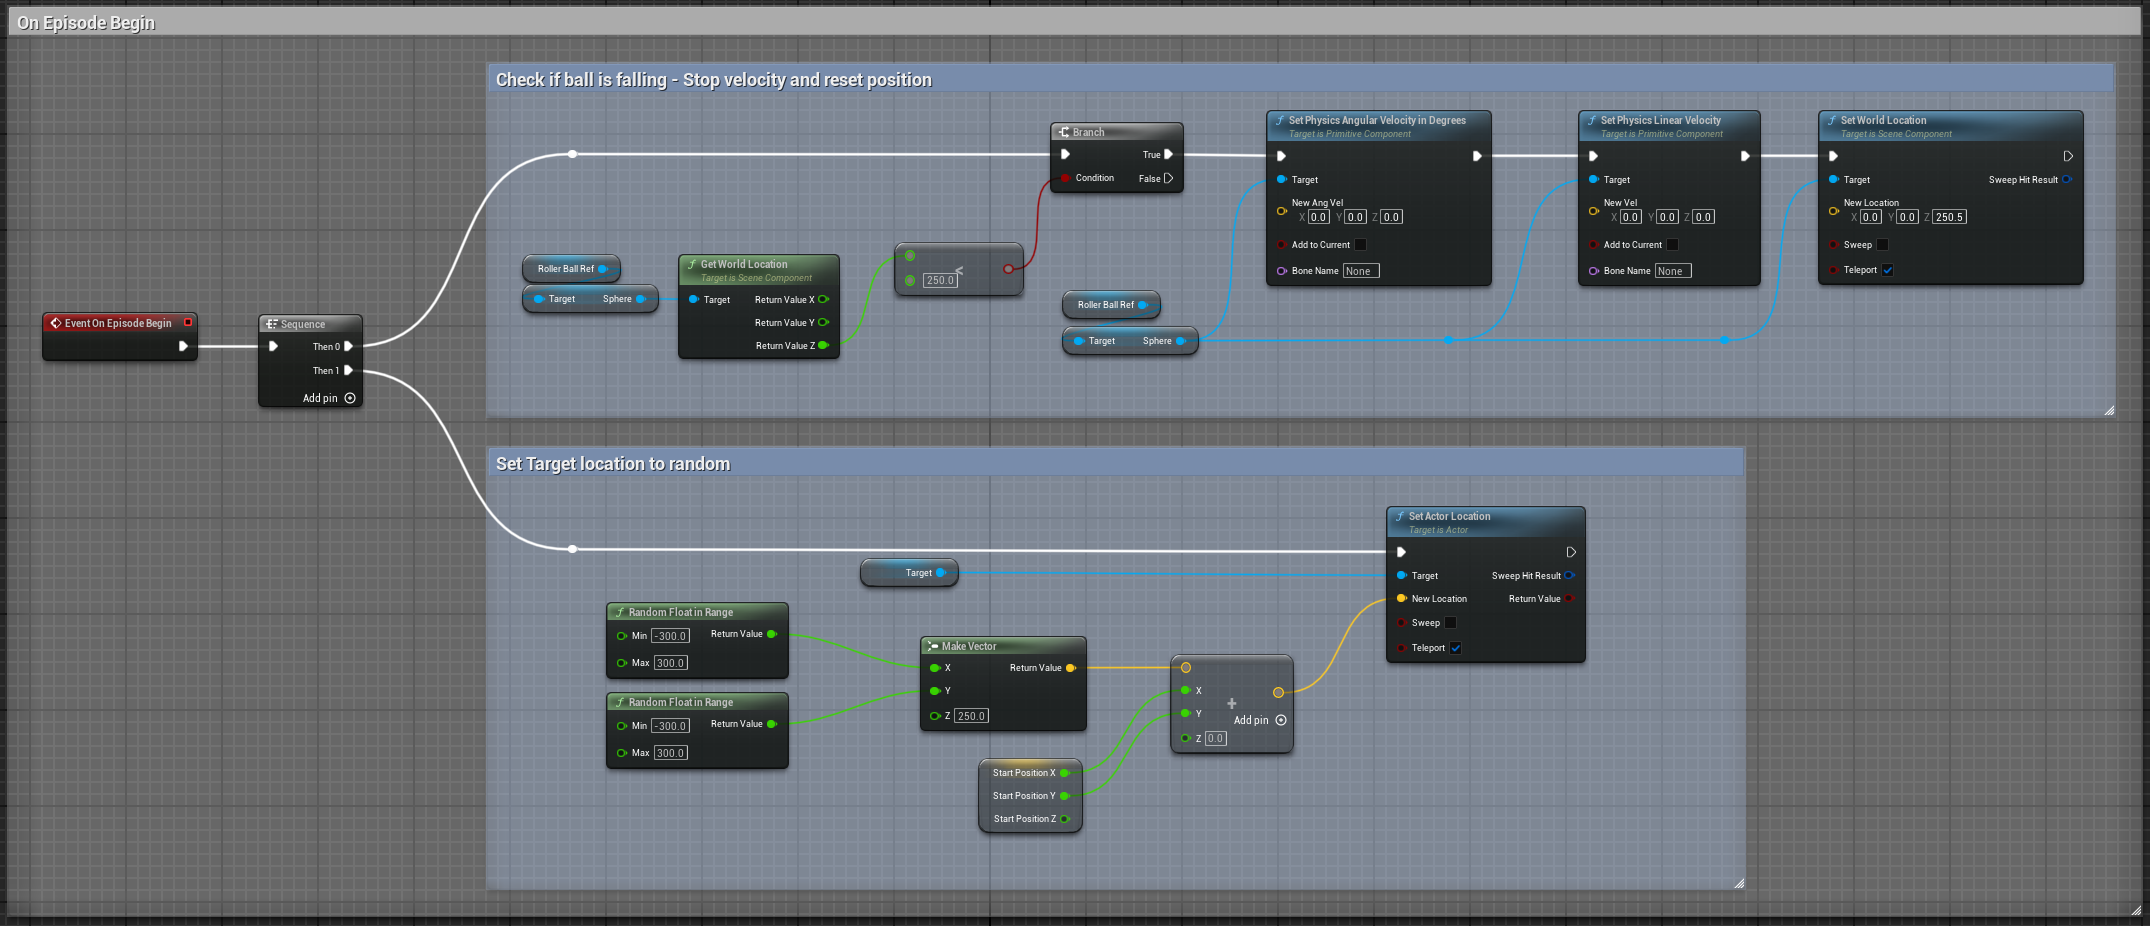 On Episode Begin
Check if ball is falling - Stop velocity and reset position
Event On Episode Begin
Sequence
Then 0
Then 1
Add pin
Roller Ball Ref
Target Sphere
Get World Location
Target is Scene Component
Target Return Value X
Return Value Y
Return Value Z
<
250.0
Branch
True
Condition False
Roller Ball Ref
Target Sphere
Set Physics Angular Velocity in Degrees
Target is Primitive Component
Target
New Ang Vel
X 0.0 Y 0.0 Z 0.0
Add to Current
Bone Name None
Set Physics Linear Velocity
Target is Primitive Component
Target
New Vel
X 0.0 Y 0.0 Z 0.0
Add to Current
Bone Name None
Set World Location
Target is Scene Component
Target Sweep Hit Result
New Location
X 0.0 Y 0.0 Z 250.5
Sweep
Teleport
Set Target location to random
Target
Random Float in Range
Min -300.0 Return Value
Max 300.0
Random Float in Range
Min -300.0 Return Value
Max 300.0
Make Vector
X Return Value
Y
Z 250.0
Start Position X
Start Position Y
Start Position Z
X
+
Y Add pin
Z 0.0
Set Actor Location
Target is Actor
Target Sweep Hit Result
New Location Return Value
Sweep
Teleport